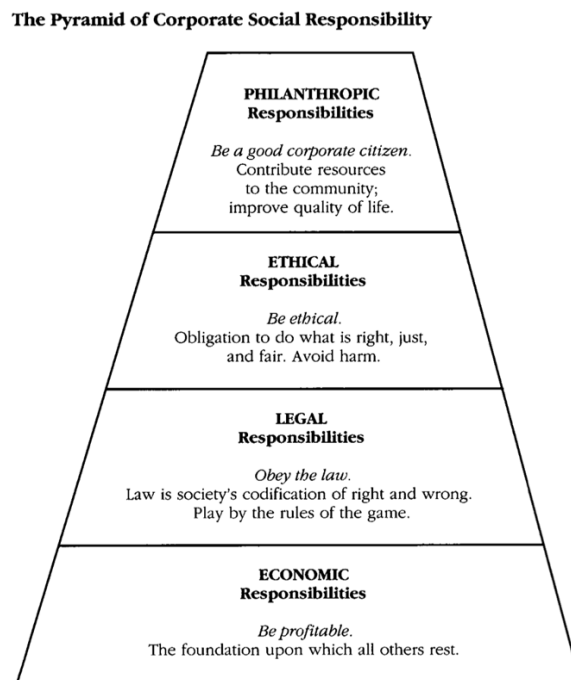 The Pyramid of Corporate Social Responsibility
PHILANTHROPIC
Responsibilities
Be a good corporate citizen.
Contribute resources
to the community;
improve quality of life.
ETHICAL
Responsibilities
Be ethical.
Obligation to do what is right, just,
and fair. Avoid harm.
LEGAL
Responsibilities
Obey the law.
Law is society's codification of right and wrong.
Play by the rules of the game.
ECONOMIC
Responsibilities
Be profitable.
The foundation upon which all others rest.